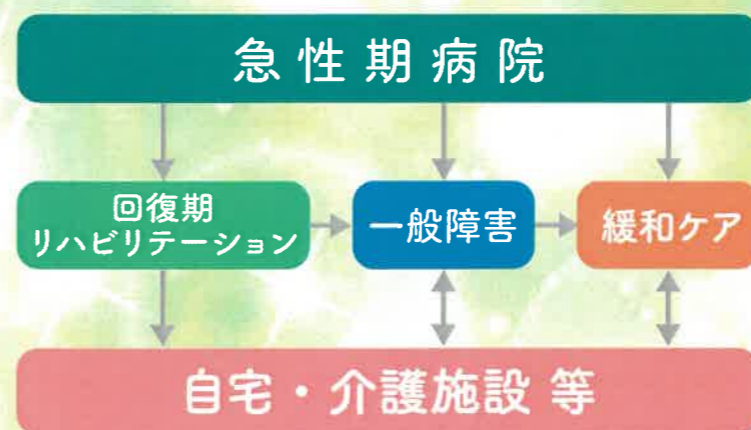 急性期病院
回復期
リハビリテーション
一般障害
緩和ケア
自宅・介護施設 等